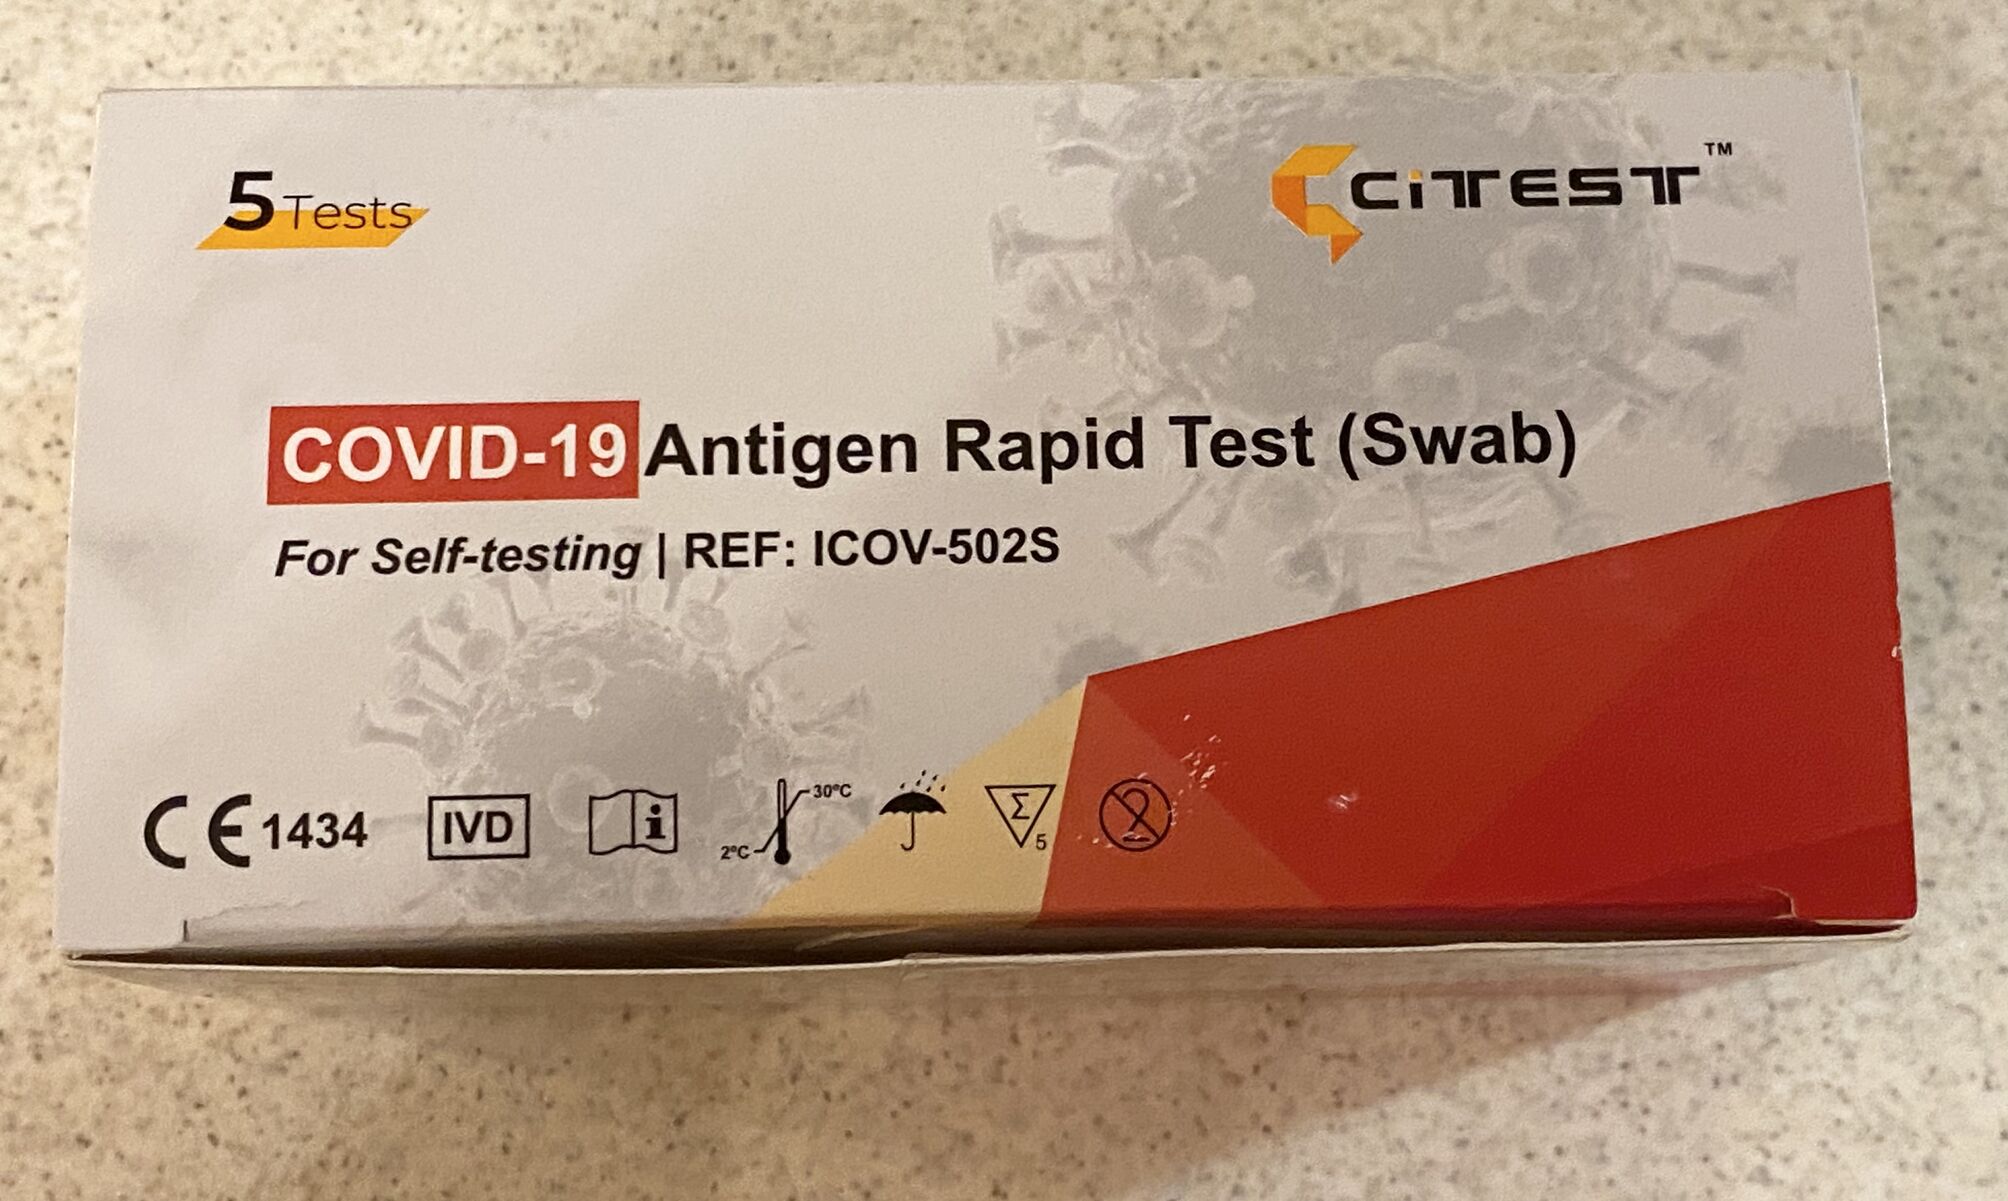 5 Tests
CiTEST™
COVID-19 Antigen Rapid Test (Swab)
For Self-testing | REF: ICOV-502S
CE 1434 IVD i 2°C 30°C Σ 5 2